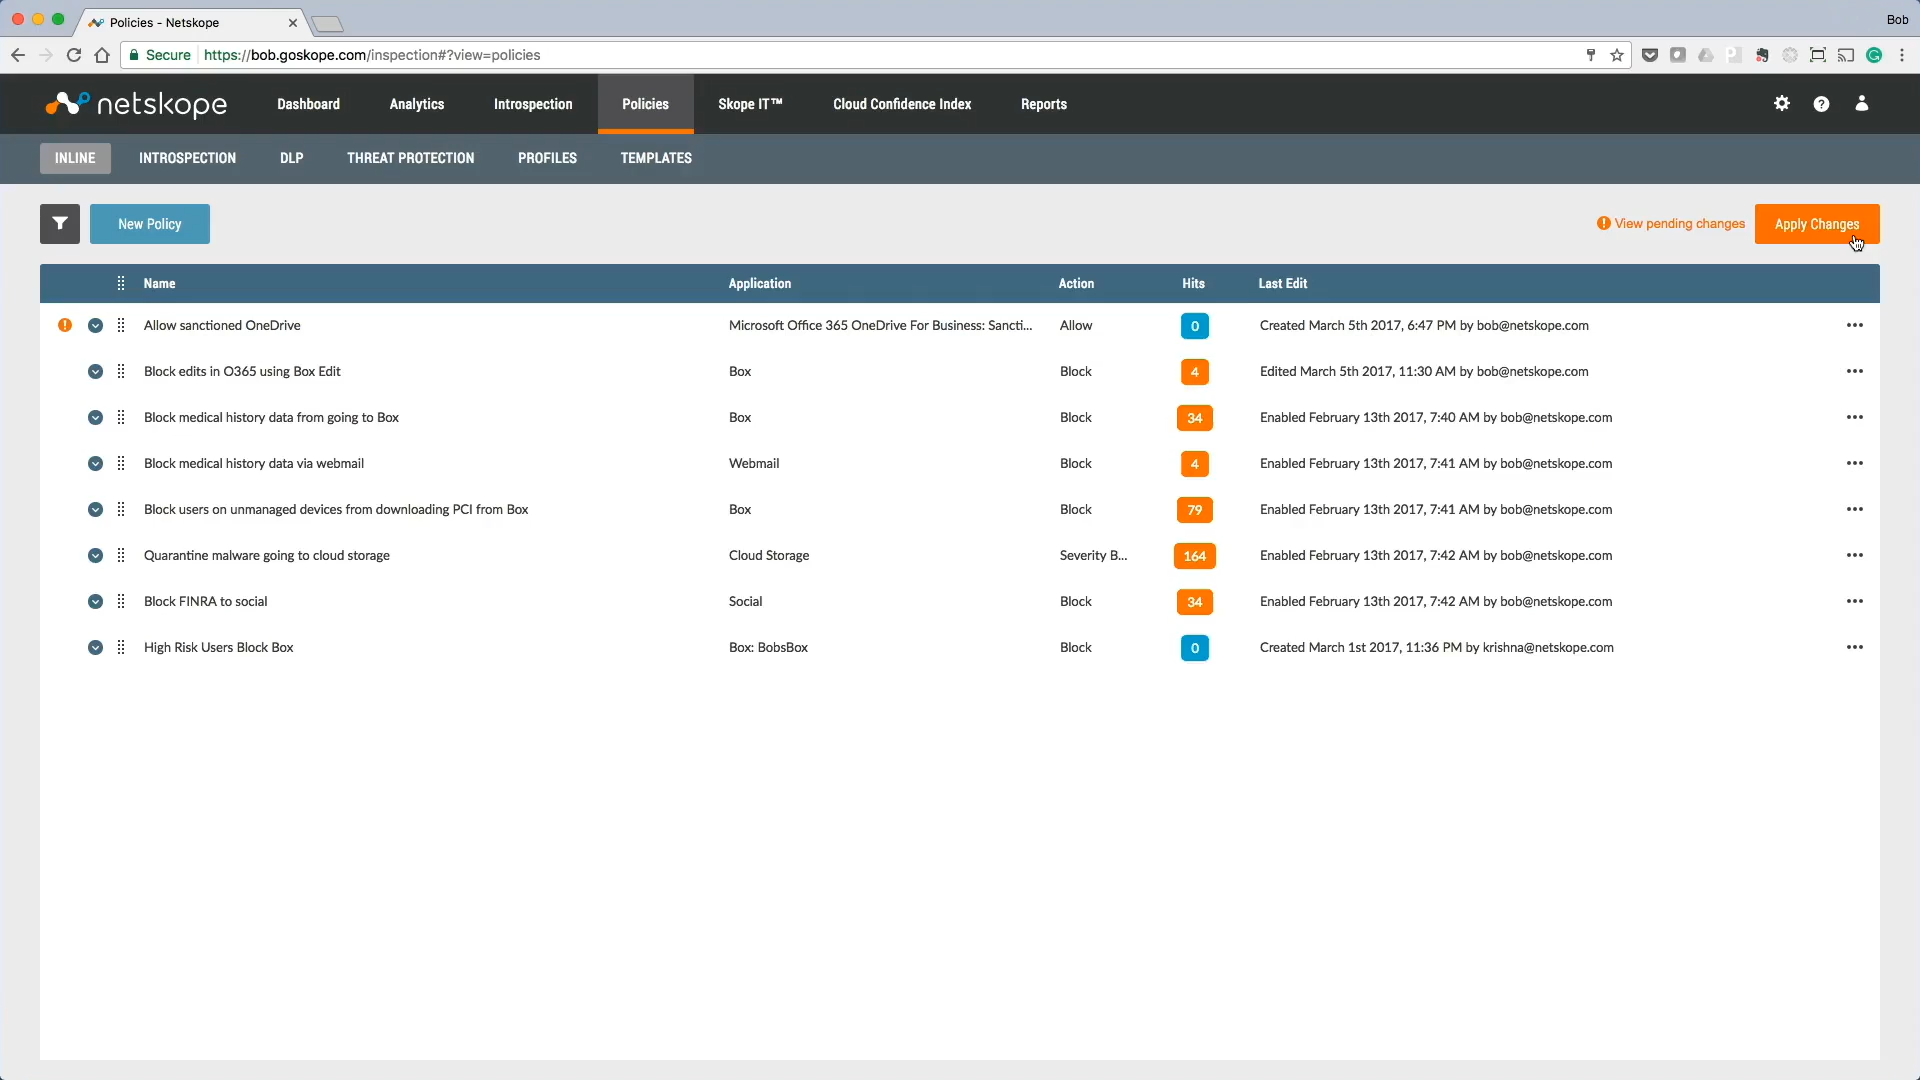 Policies - Netskope
Bob
Secure https://bob.goskope.com/inspection#?view=policies
netskope Dashboard Analytics Introspection Policies Skope IT™ Cloud Confidence Index Reports
INLINE INTROSPECTION DLP THREAT PROTECTION PROFILES TEMPLATES
New Policy View pending changes Apply Changes
Name Application Action Hits Last Edit
Allow sanctioned OneDrive Microsoft Office 365 OneDrive For Business: Sancti... Allow 0 Created March 5th 2017, 6:47 PM by bob@netskope.com
Block edits in O365 using Box Edit Box Block 4 Edited March 5th 2017, 11:30 AM by bob@netskope.com
Block medical history data from going to Box Box Block 34 Enabled February 13th 2017, 7:40 AM by bob@netskope.com
Block medical history data via webmail Webmail Block 4 Enabled February 13th 2017, 7:41 AM by bob@netskope.com
Block users on unmanaged devices from downloading PCI from Box Box Block 79 Enabled February 13th 2017, 7:41 AM by bob@netskope.com
Quarantine malware going to cloud storage Cloud Storage Severity B... 164 Enabled February 13th 2017, 7:42 AM by bob@netskope.com
Block FINRA to social Social Block 34 Enabled February 13th 2017, 7:42 AM by bob@netskope.com
High Risk Users Block Box Box: BobsBox Block 0 Created March 1st 2017, 11:36 PM by krishna@netskope.com